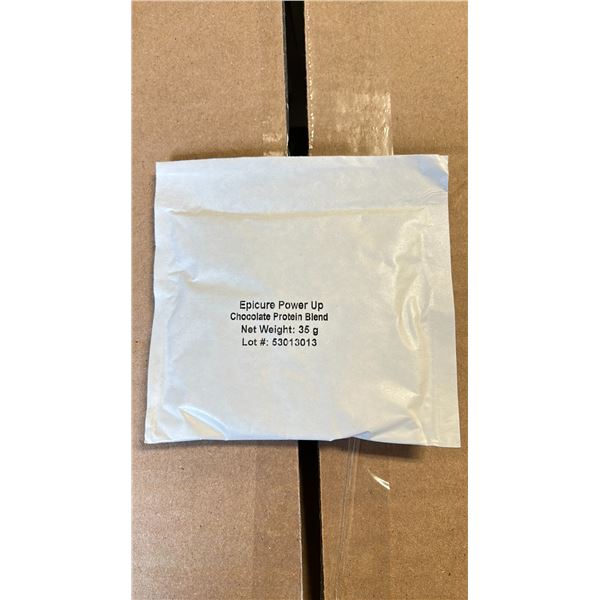 Epicure Power Up
Chocolate Protein Blend
Net Weight: 35 g
Lot #: 53013013